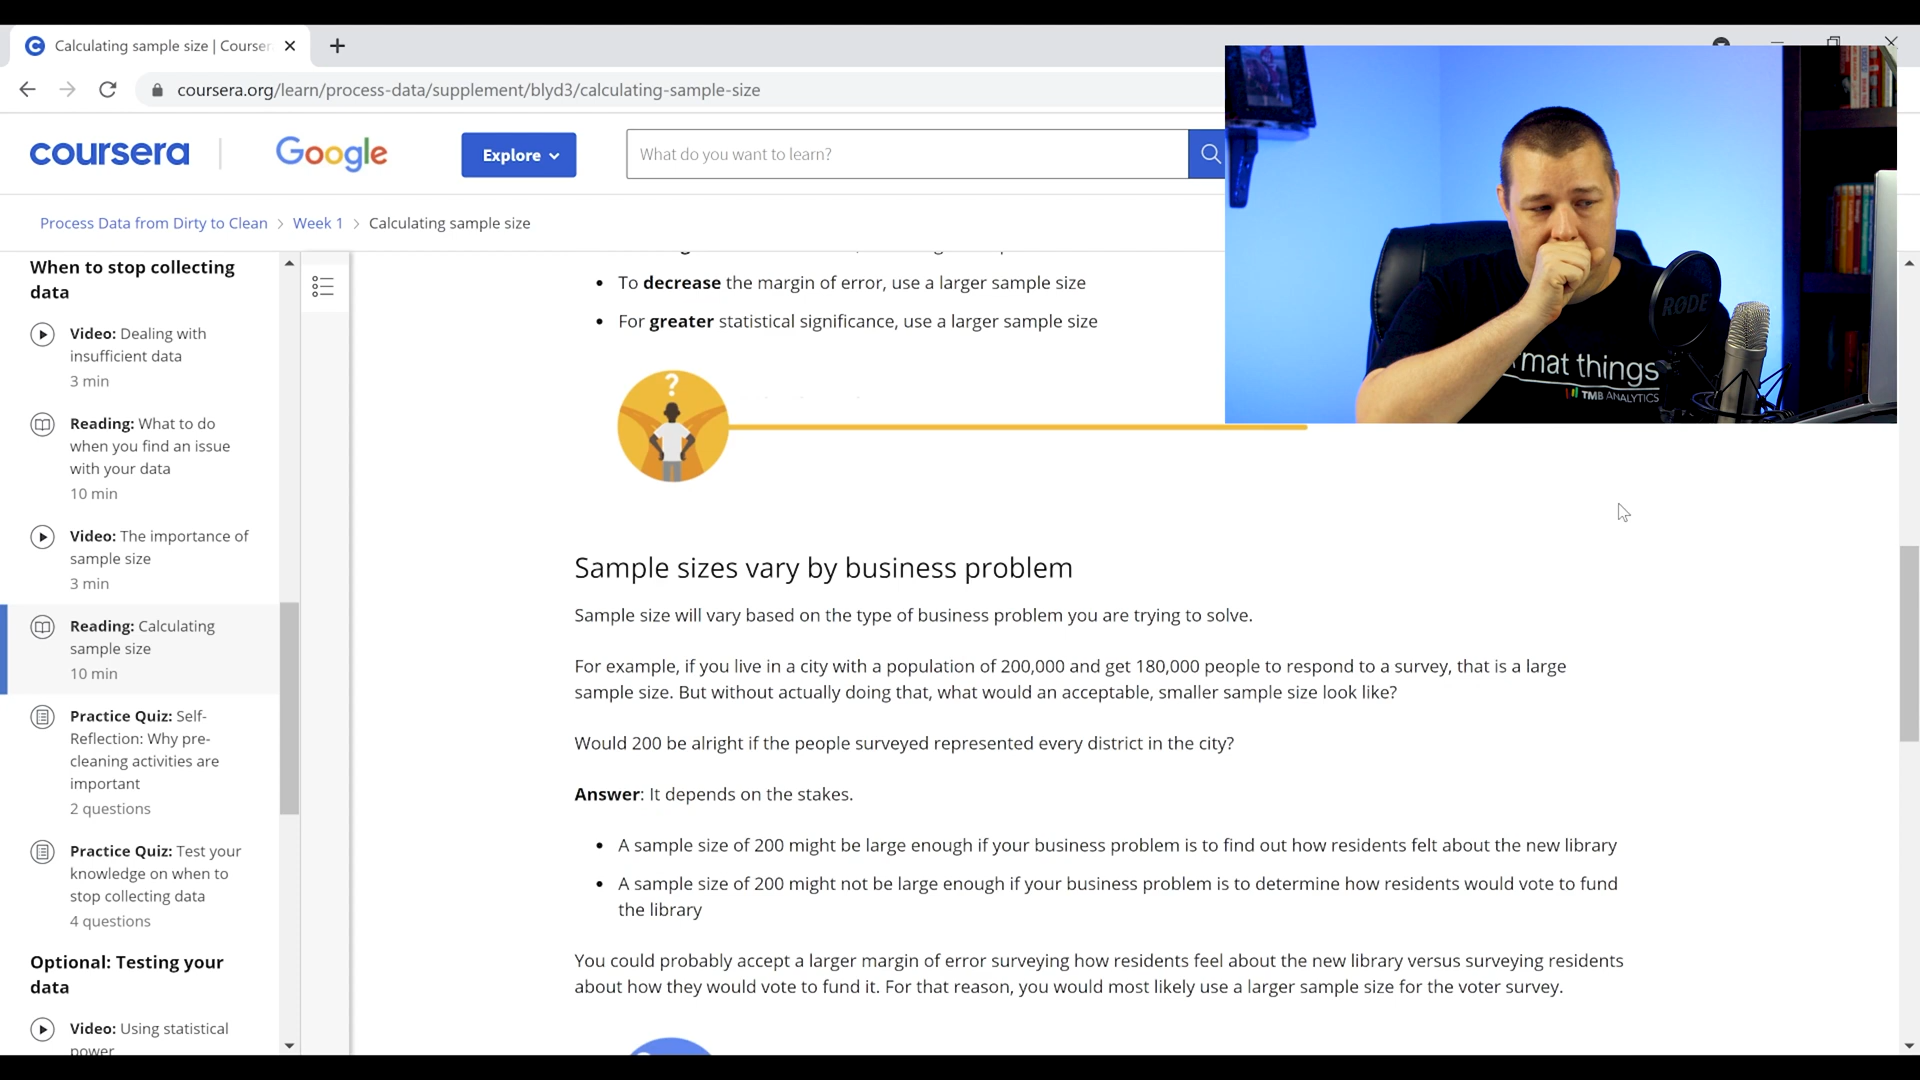 Calculating sample size | Courser
coursera.org/learn/process-data/supplement/blyd3/calculating-sample-size
coursera
Google
Explore
What do you want to learn?
Process Data from Dirty to Clean > Week 1 > Calculating sample size
When to stop collecting
data
Video: Dealing with
insufficient data
3 min
Reading: What to do
when you find an issue
with your data
10 min
Video: The importance of
sample size
3 min
Reading: Calculating
sample size
10 min
Practice Quiz: Self-
Reflection: Why pre-
cleaning activities are
important
2 questions
Practice Quiz: Test your
knowledge on when to
stop collecting data
4 questions
Optional: Testing your
data
Video: Using statistical
power
• To decrease the margin of error, use a larger sample size
• For greater statistical significance, use a larger sample size
?
Sample sizes vary by business problem
Sample size will vary based on the type of business problem you are trying to solve.
For example, if you live in a city with a population of 200,000 and get 180,000 people to respond to a survey, that is a large
sample size. But without actually doing that, what would an acceptable, smaller sample size look like?
Would 200 be alright if the people surveyed represented every district in the city?
Answer: It depends on the stakes.
• A sample size of 200 might be large enough if your business problem is to find out how residents felt about the new library
• A sample size of 200 might not be large enough if your business problem is to determine how residents would vote to fund
the library
You could probably accept a larger margin of error surveying how residents feel about the new library versus surveying residents
about how they would vote to fund it. For that reason, you would most likely use a larger sample size for the voter survey.
RODE
mat things
TMB ANALYTICS